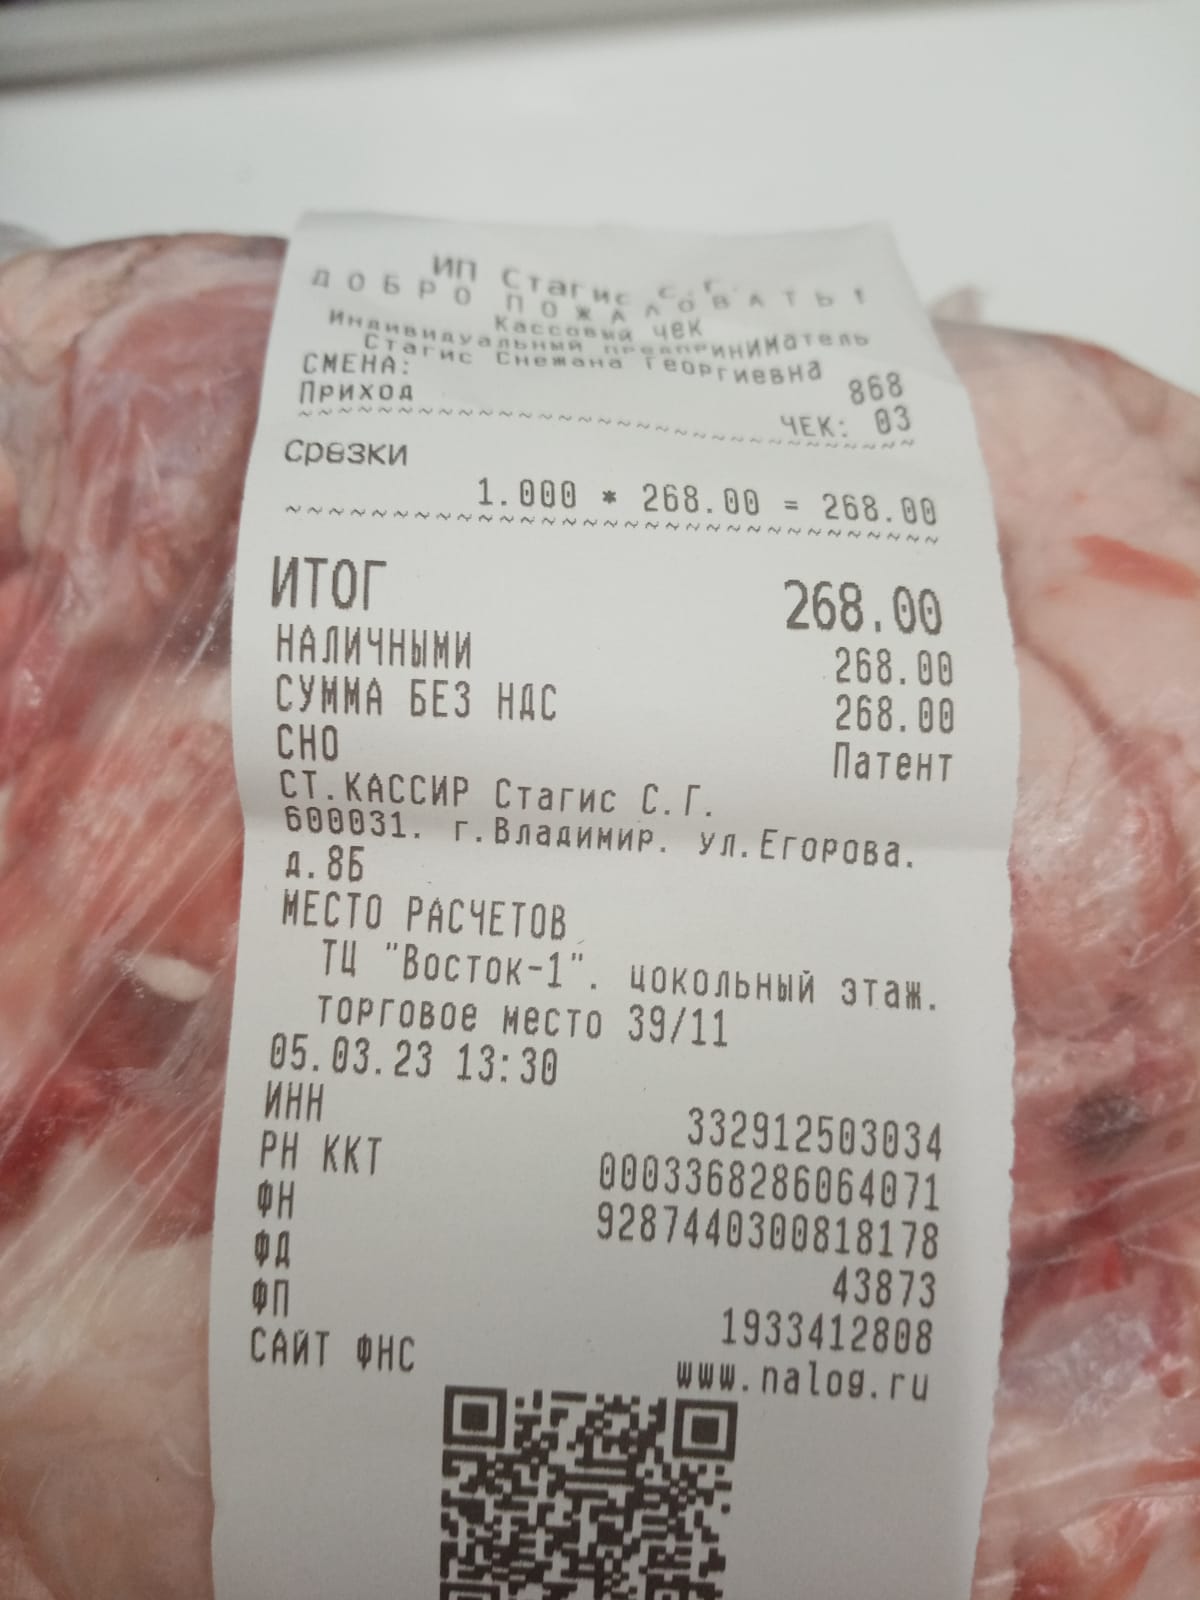 ИП Стагис С.Г.
ДОБРО ПОЖАЛОВАТЬ!
Кассовый чек
Индивидуальный предприниматель
Стагис Снежана Георгиевна
СМЕНА: 868
Приход ЧЕК: 03
~~~~~~~~~~~~~~~~~~~~~~~~~~~~~~~~
срезки
1.000 * 268.00 = 268.00
~~~~~~~~~~~~~~~~~~~~~~~~~~~~~~~~
ИТОГ 268.00
НАЛИЧНЫМИ 268.00
СУММА БЕЗ НДС 268.00
СНО Патент
СТ.КАССИР Стагис С.Г.
600031. г.Владимир. ул.Егорова.
д.8Б
МЕСТО РАСЧЕТОВ
ТЦ "Восток-1". цокольный этаж.
торговое место 39/11
05.03.23 13:30
ИНН 332912503034
РН ККТ 0003368286064071
ФН 9287440300818178
ФД 43873
ФП 1933412808
САЙТ ФНС www.nalog.ru